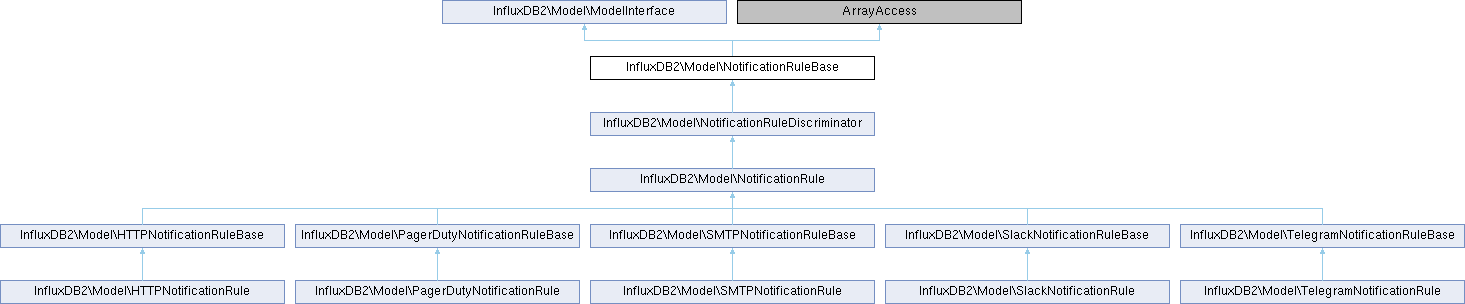 InfluxDB2\Model\ModelInterface
ArrayAccess
InfluxDB2\Model\NotificationRuleBase
InfluxDB2\Model\NotificationRuleDiscriminator
InfluxDB2\Model\NotificationRule
InfluxDB2\Model\HTTPNotificationRuleBase
InfluxDB2\Model\PagerDutyNotificationRuleBase
InfluxDB2\Model\SMTPNotificationRuleBase
InfluxDB2\Model\SlackNotificationRuleBase
InfluxDB2\Model\TelegramNotificationRuleBase
InfluxDB2\Model\HTTPNotificationRule
InfluxDB2\Model\PagerDutyNotificationRule
InfluxDB2\Model\SMTPNotificationRule
InfluxDB2\Model\SlackNotificationRule
InfluxDB2\Model\TelegramNotificationRule